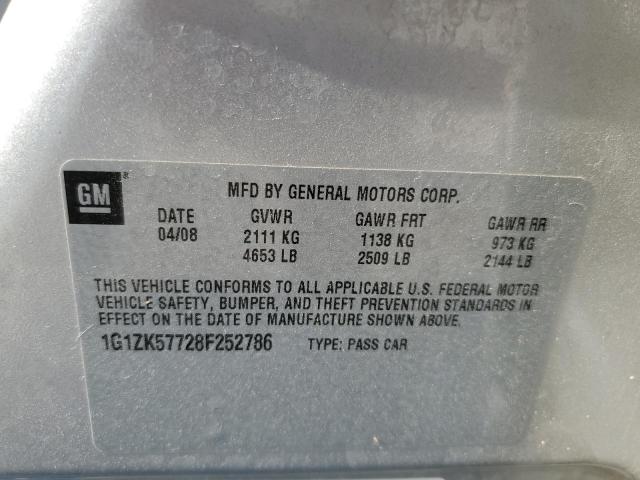 GM
MFD BY GENERAL MOTORS CORP.
DATE GVWR GAWR FRT GAWR RR
04/08 2111 KG 1138 KG 973 KG
4653 LB 2509 LB 2144 LB
THIS VEHICLE CONFORMS TO ALL APPLICABLE U.S. FEDERAL MOTOR
VEHICLE SAFETY, BUMPER, AND THEFT PREVENTION STANDARDS IN
EFFECT ON THE DATE OF MANUFACTURE SHOWN ABOVE.
1G1ZK57728F252786 TYPE: PASS CAR